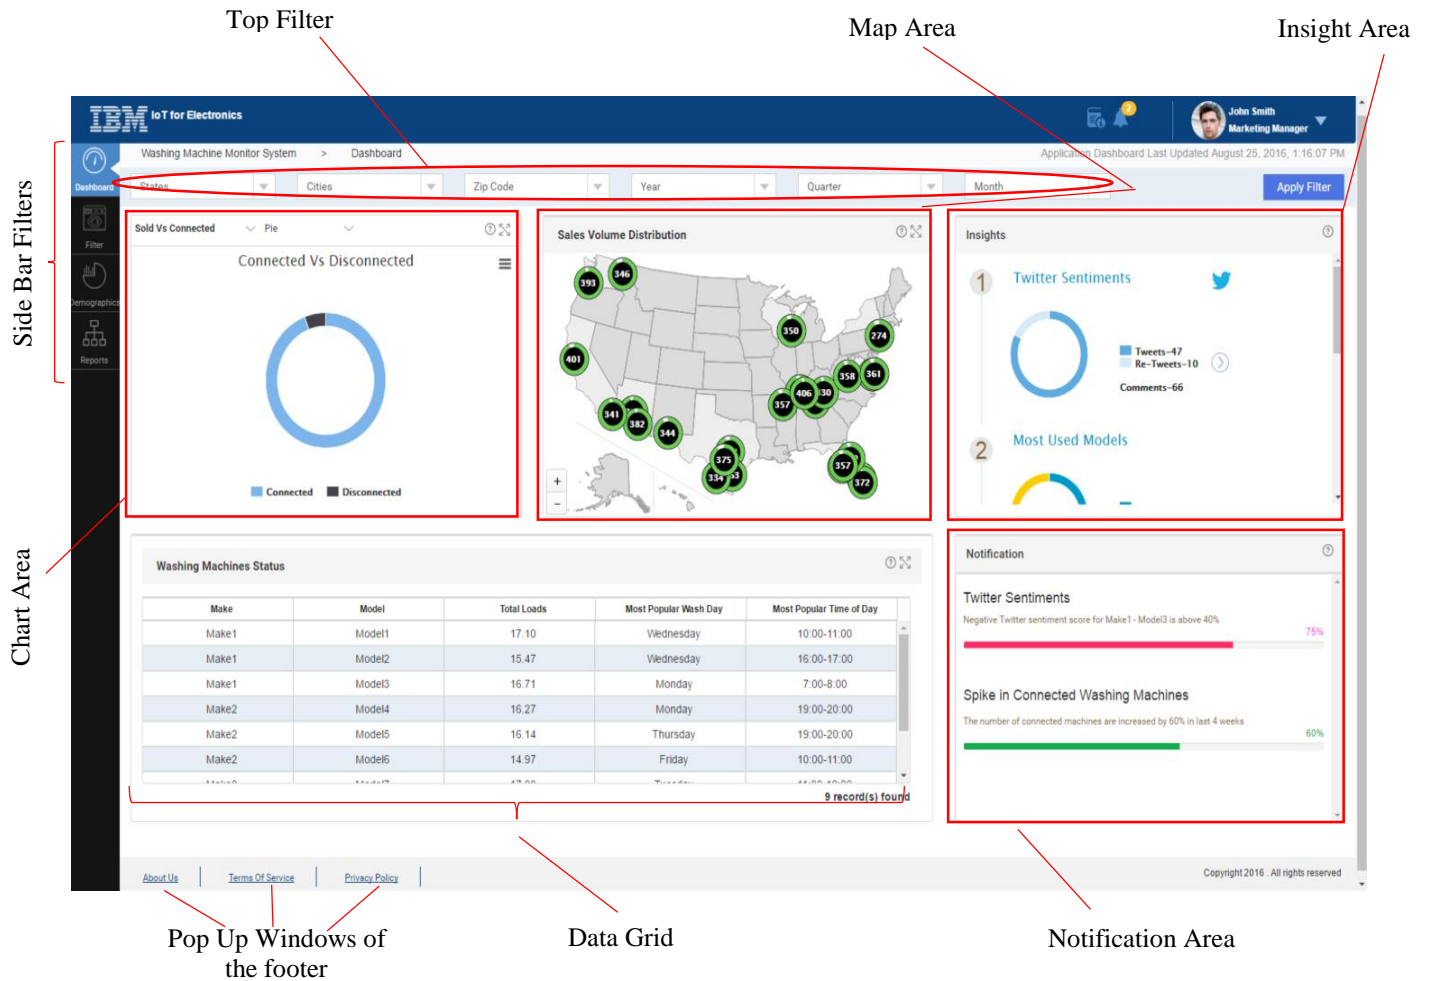 Top Filter
Map Area
Insight Area
IBM IoT for Electronics
2
John Smith
Marketing Manager
Washing Machine Monitor System > Dashboard
Application Dashboard Last Updated August 25, 2016, 1:16:07 PM
Dashboard
States
Cities
Zip Code
Year
Quarter
Month
Apply Filter
Side Bar Filters
Filter
Demographics
Reports
Sold Vs Connected
Pie
Connected Vs Disconnected
Connected
Disconnected
Sales Volume Distribution
393
346
350
274
401
358
361
406
330
357
341
382
344
375
334
357
372
+
−
Insights
1
Twitter Sentiments
Tweets-47
Re-Tweets-10
Comments-66
2
Most Used Models
Chart Area
Washing Machines Status
Make Model Total Loads Most Popular Wash Day Most Popular Time of Day
Make1 Model1 17.10 Wednesday 10:00-11:00
Make1 Model2 15.47 Wednesday 16:00-17:00
Make1 Model3 16.71 Monday 7:00-8:00
Make2 Model4 16.27 Monday 19:00-20:00
Make2 Model5 16.14 Thursday 19:00-20:00
Make2 Model6 14.97 Friday 10:00-11:00
9 record(s) found
Notification
Twitter Sentiments
Negative Twitter sentiment score for Make1 - Model3 is above 40%
75%
Spike in Connected Washing Machines
The number of connected machines are increased by 60% in last 4 weeks
60%
About Us
Terms Of Service
Privacy Policy
Copyright 2016 . All rights reserved
Pop Up Windows of
the footer
Data Grid
Notification Area